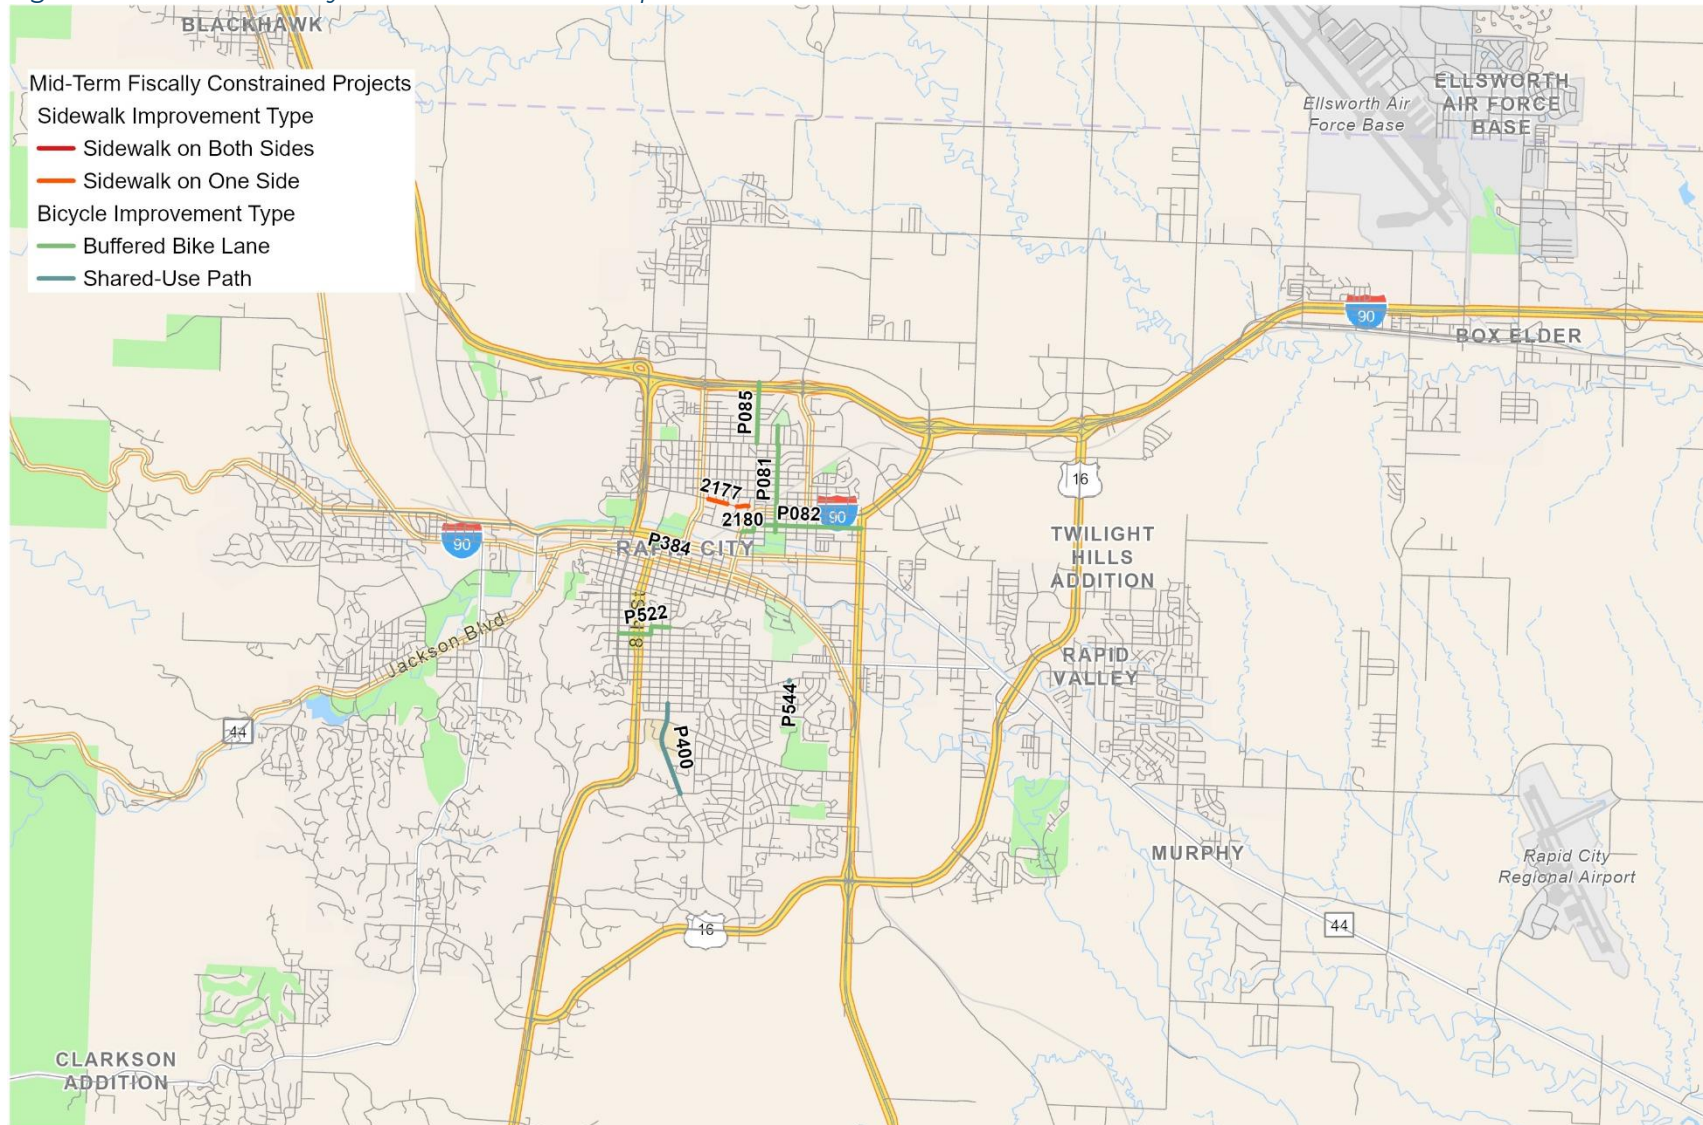 BLACKHAWK
Mid-Term Fiscally Constrained Projects
Sidewalk Improvement Type
Sidewalk on Both Sides
Sidewalk on One Side
Bicycle Improvement Type
Buffered Bike Lane
Shared-Use Path
Ellsworth Air
Force Base
ELLSWORTH
AIR FORCE
BASE
90
BOX ELDER
P085
P081
2177
2180
P082
90
16
90
P384
RAPID CITY
TWILIGHT
HILLS
ADDITION
P522
8th St
Jackson Blvd
RAPID
VALLEY
P544
P400
44
MURPHY
Rapid City
Regional Airport
16
44
CLARKSON
ADDITION